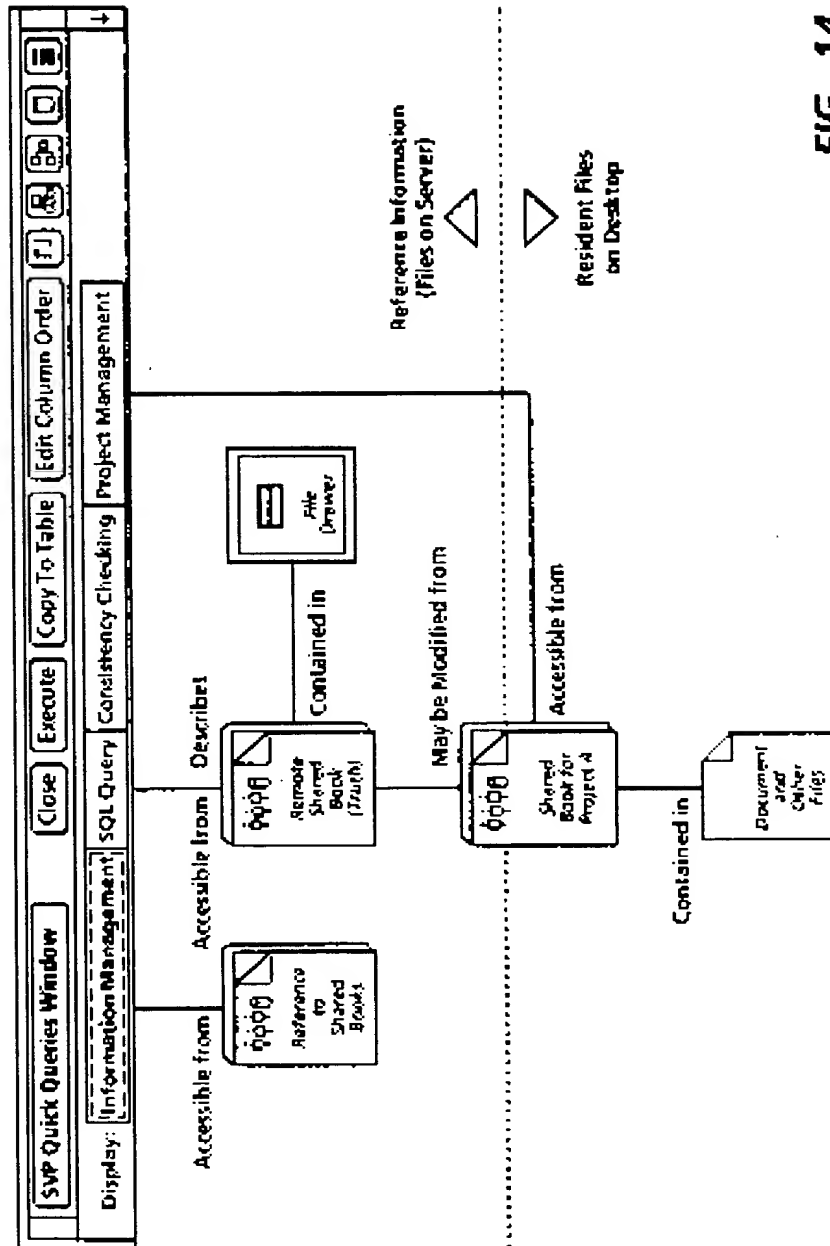 SVP Quick Queries Window
Close
Execute
Copy To Table
Edit Column Order
Display:
Information Management
SQL Query
Consistency Checking
Project Management
Accessible from
Accessible from
Describes
Reference
to
Shared
Books
Remote
Shared
Book
(Truth)
Contained in
File
Drawer
Reference Information
(Files on Server)
May be Modified from
Resident Files
on Desktop
Shared
Book for
Project A
Accessible from
Contained in
Document
and
Other
Files
FIG. 14